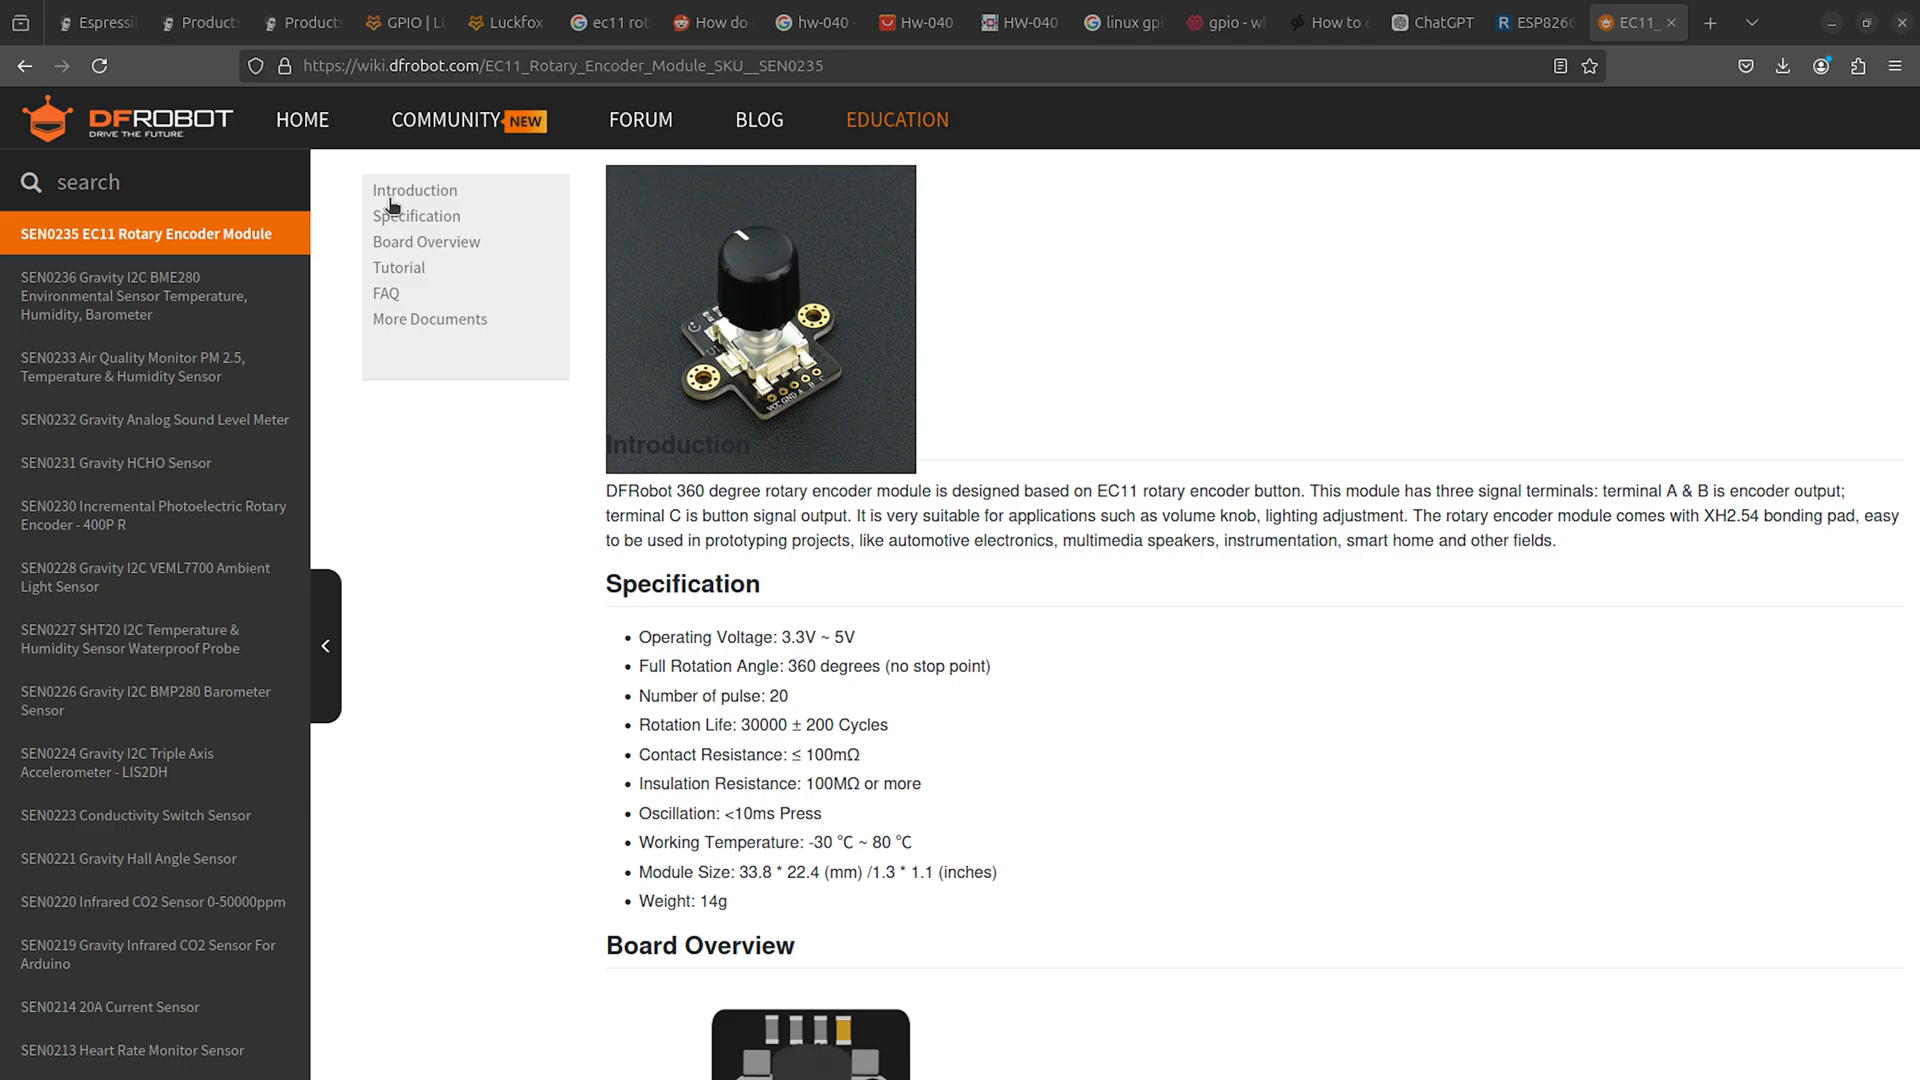 Espressi
Product
Product
GPIO | L
Luckfox
ec11 rot
How do
hw-040
Hw-040
HW-040
linux gpi
gpio - w
How to
ChatGPT
ESP8266
EC11_
https://wiki.dfrobot.com/EC11_Rotary_Encoder_Module_SKU__SEN0235
DFROBOT
DRIVE THE FUTURE
HOME
COMMUNITY NEW
FORUM
BLOG
EDUCATION
search
SEN0235 EC11 Rotary Encoder Module
SEN0236 Gravity I2C BME280
Environmental Sensor Temperature,
Humidity, Barometer
SEN0233 Air Quality Monitor PM 2.5,
Temperature & Humidity Sensor
SEN0232 Gravity Analog Sound Level Meter
SEN0231 Gravity HCHO Sensor
SEN0230 Incremental Photoelectric Rotary
Encoder - 400P R
SEN0228 Gravity I2C VEML7700 Ambient
Light Sensor
SEN0227 SHT20 I2C Temperature &
Humidity Sensor Waterproof Probe
SEN0226 Gravity I2C BMP280 Barometer
Sensor
SEN0224 Gravity I2C Triple Axis
Accelerometer - LIS2DH
SEN0223 Conductivity Switch Sensor
SEN0221 Gravity Hall Angle Sensor
SEN0220 Infrared CO2 Sensor 0-50000ppm
SEN0219 Gravity Infrared CO2 Sensor For
Arduino
SEN0214 20A Current Sensor
SEN0213 Heart Rate Monitor Sensor
Introduction
Specification
Board Overview
Tutorial
FAQ
More Documents
VCC GND A B C
Introduction
DFRobot 360 degree rotary encoder module is designed based on EC11 rotary encoder button. This module has three signal terminals: terminal A & B is encoder output;
terminal C is button signal output. It is very suitable for applications such as volume knob, lighting adjustment. The rotary encoder module comes with XH2.54 bonding pad, easy
to be used in prototyping projects, like automotive electronics, multimedia speakers, instrumentation, smart home and other fields.
Specification
• Operating Voltage: 3.3V ~ 5V
• Full Rotation Angle: 360 degrees (no stop point)
• Number of pulse: 20
• Rotation Life: 30000 ± 200 Cycles
• Contact Resistance: ≤ 100mΩ
• Insulation Resistance: 100MΩ or more
• Oscillation: <10ms Press
• Working Temperature: -30 ℃ ~ 80 ℃
• Module Size: 33.8 * 22.4 (mm) /1.3 * 1.1 (inches)
• Weight: 14g
Board Overview